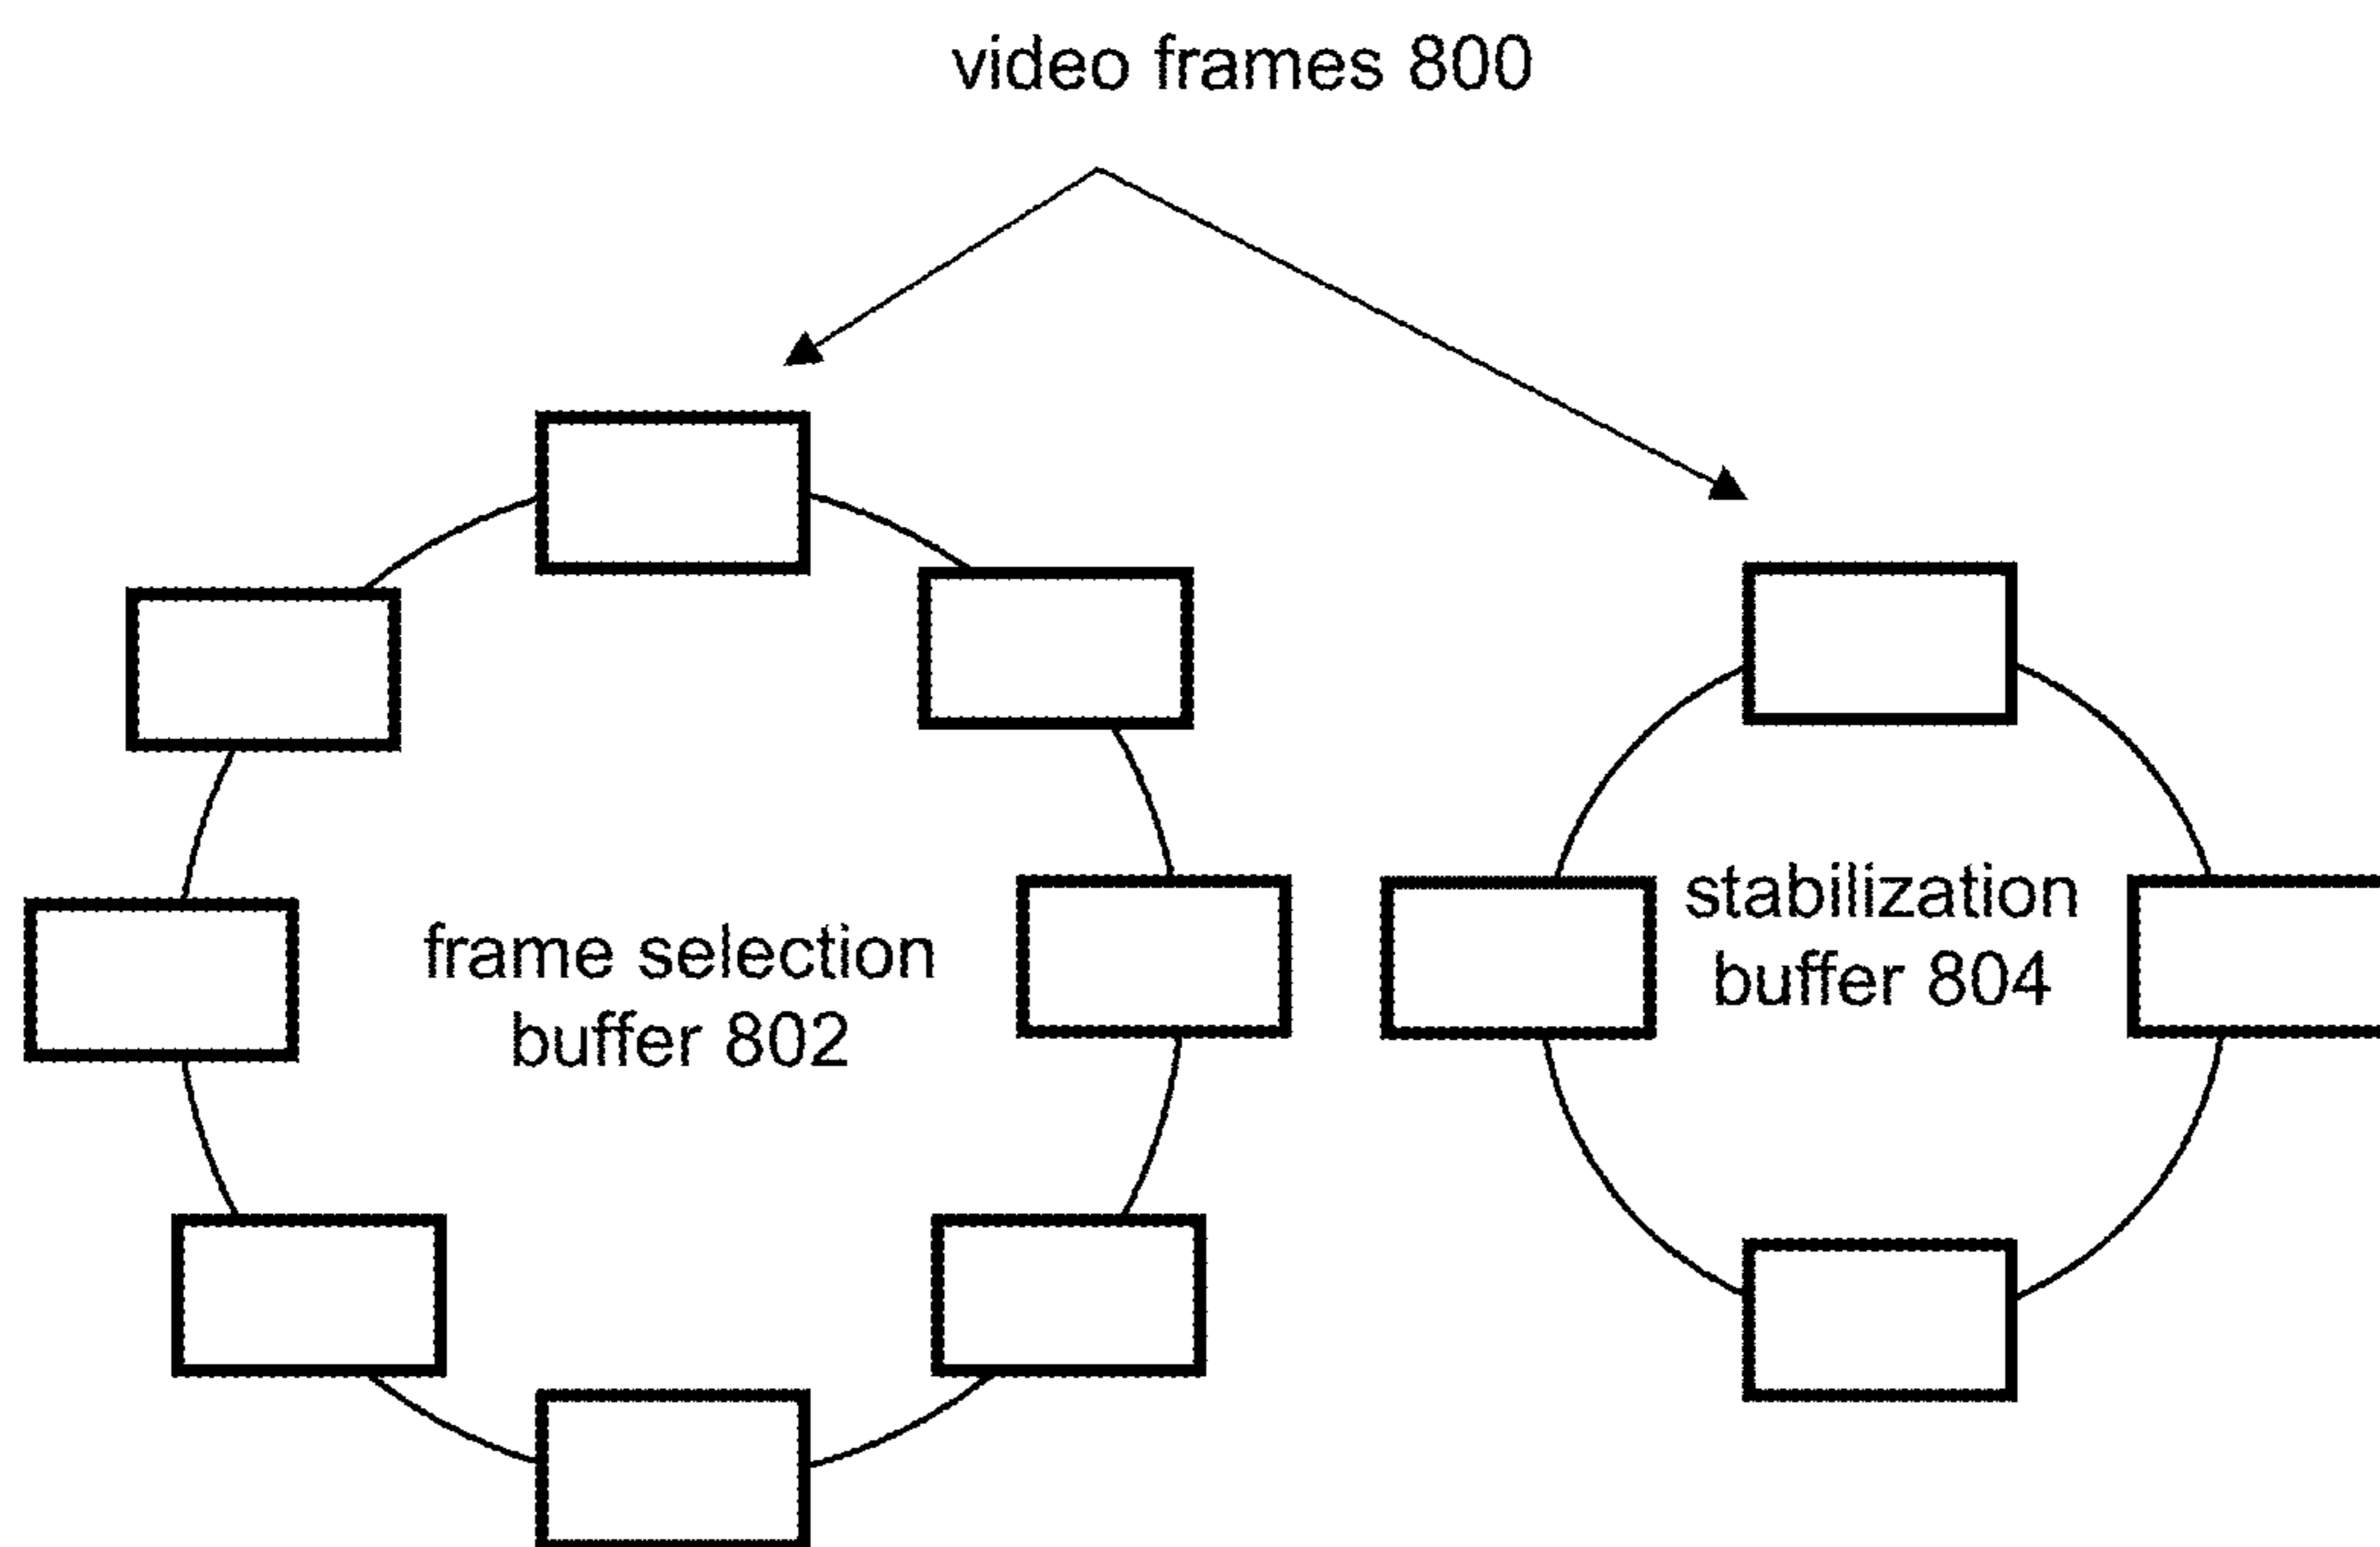 video frames 800
frame selection
buffer 802
stabilization
buffer 804